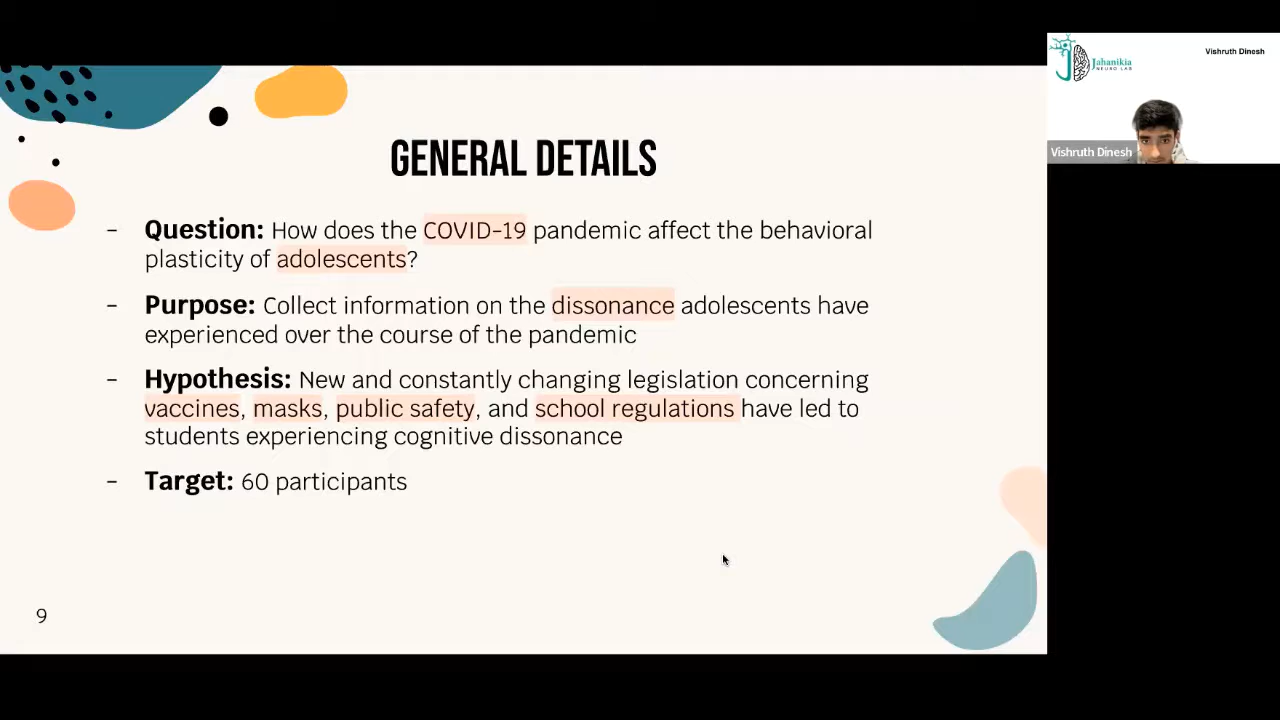 GENERAL DETAILS
- Question: How does the COVID-19 pandemic affect the behavioral
plasticity of adolescents?
- Purpose: Collect information on the dissonance adolescents have
experienced over the course of the pandemic
- Hypothesis: New and constantly changing legislation concerning
vaccines, masks, public safety, and school regulations have led to
students experiencing cognitive dissonance
- Target: 60 participants
9
Jahanikia
NEURO LAB
Vishruth Dinesh
Vishruth Dinesh